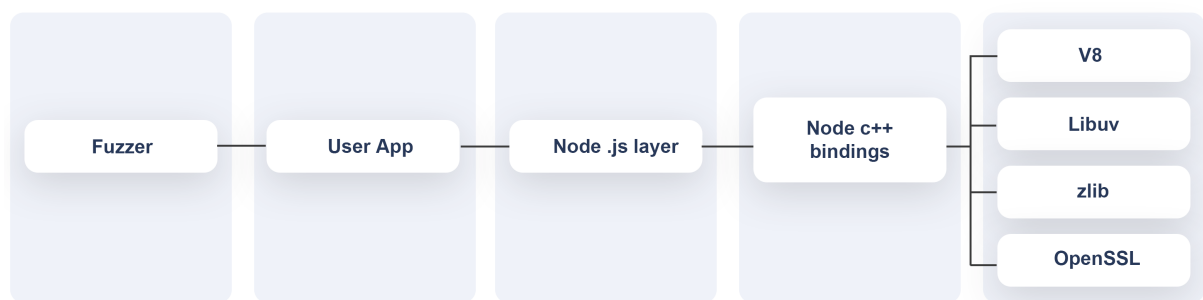 Fuzzer
User App
Node .js layer
Node c++
bindings
V8
Libuv
zlib
OpenSSL